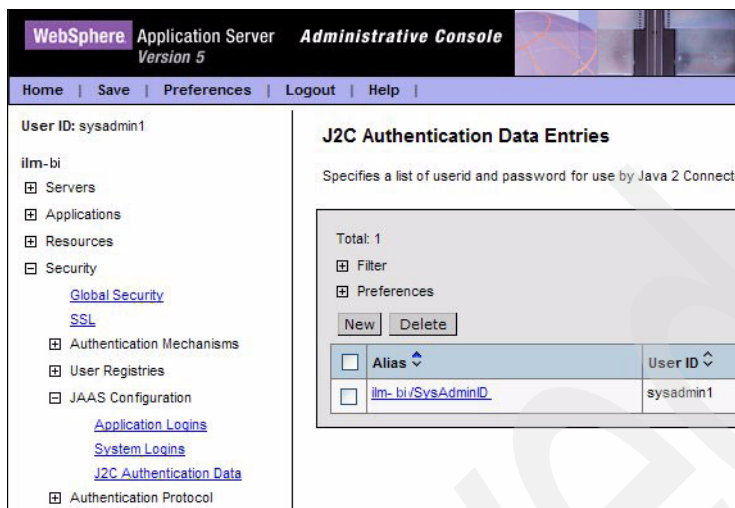 WebSphere Application Server Administrative Console
Version 5
Home | Save | Preferences | Logout | Help |
User ID: sysadmin1
ilm-bi
Servers
Applications
Resources
Security
Global Security
SSL
Authentication Mechanisms
User Registries
JAAS Configuration
Application Logins
System Logins
J2C Authentication Data
Authentication Protocol
J2C Authentication Data Entries
Specifies a list of userid and password for use by Java 2 Connect
Total: 1
Filter
Preferences
New Delete
Alias User ID
ilm- bi/SysAdminID sysadmin1